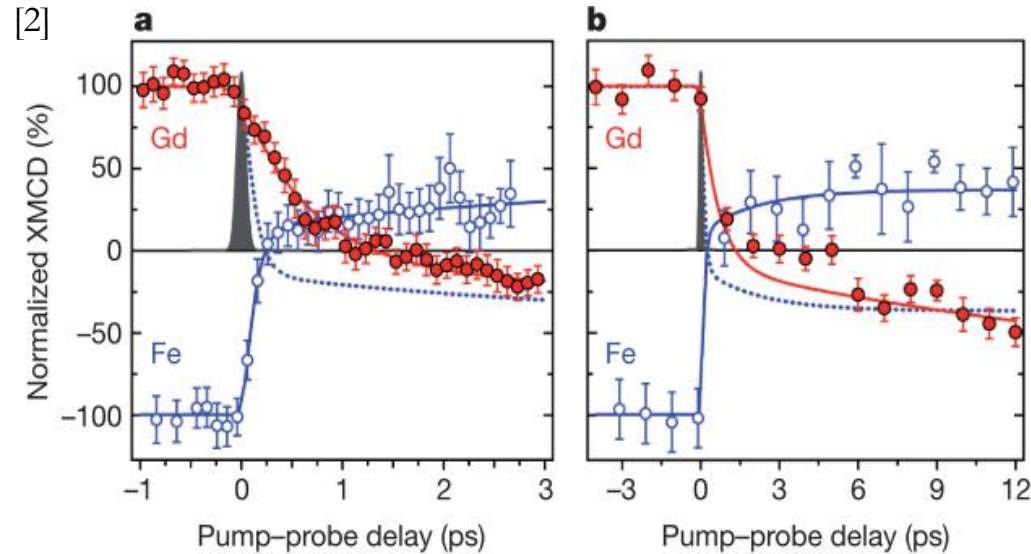 [2]
a
b
Normalized XMCD (%)
100
50
0
−50
−100
Gd
Fe
−1
0
1
2
3
Pump–probe delay (ps)
Gd
Fe
−3
0
3
6
9
12
Pump–probe delay (ps)